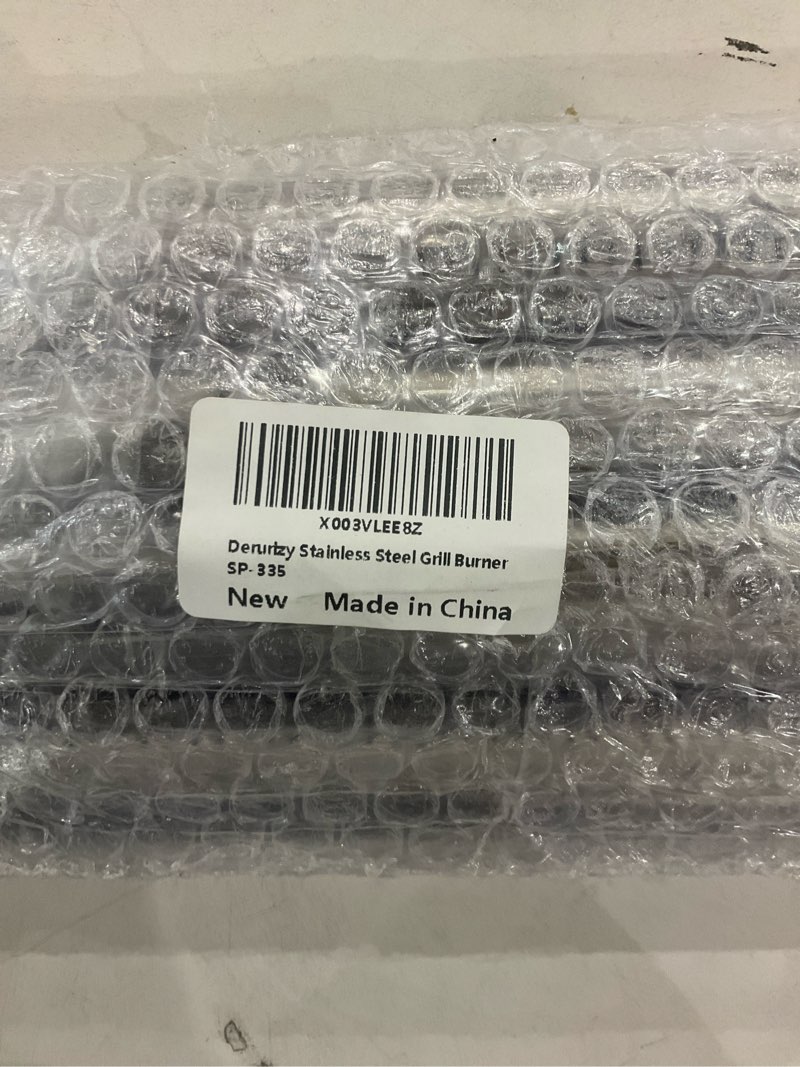 X003VLEE8Z
Derurizy Stainless Steel Grill Burner
SP-335
New Made in China